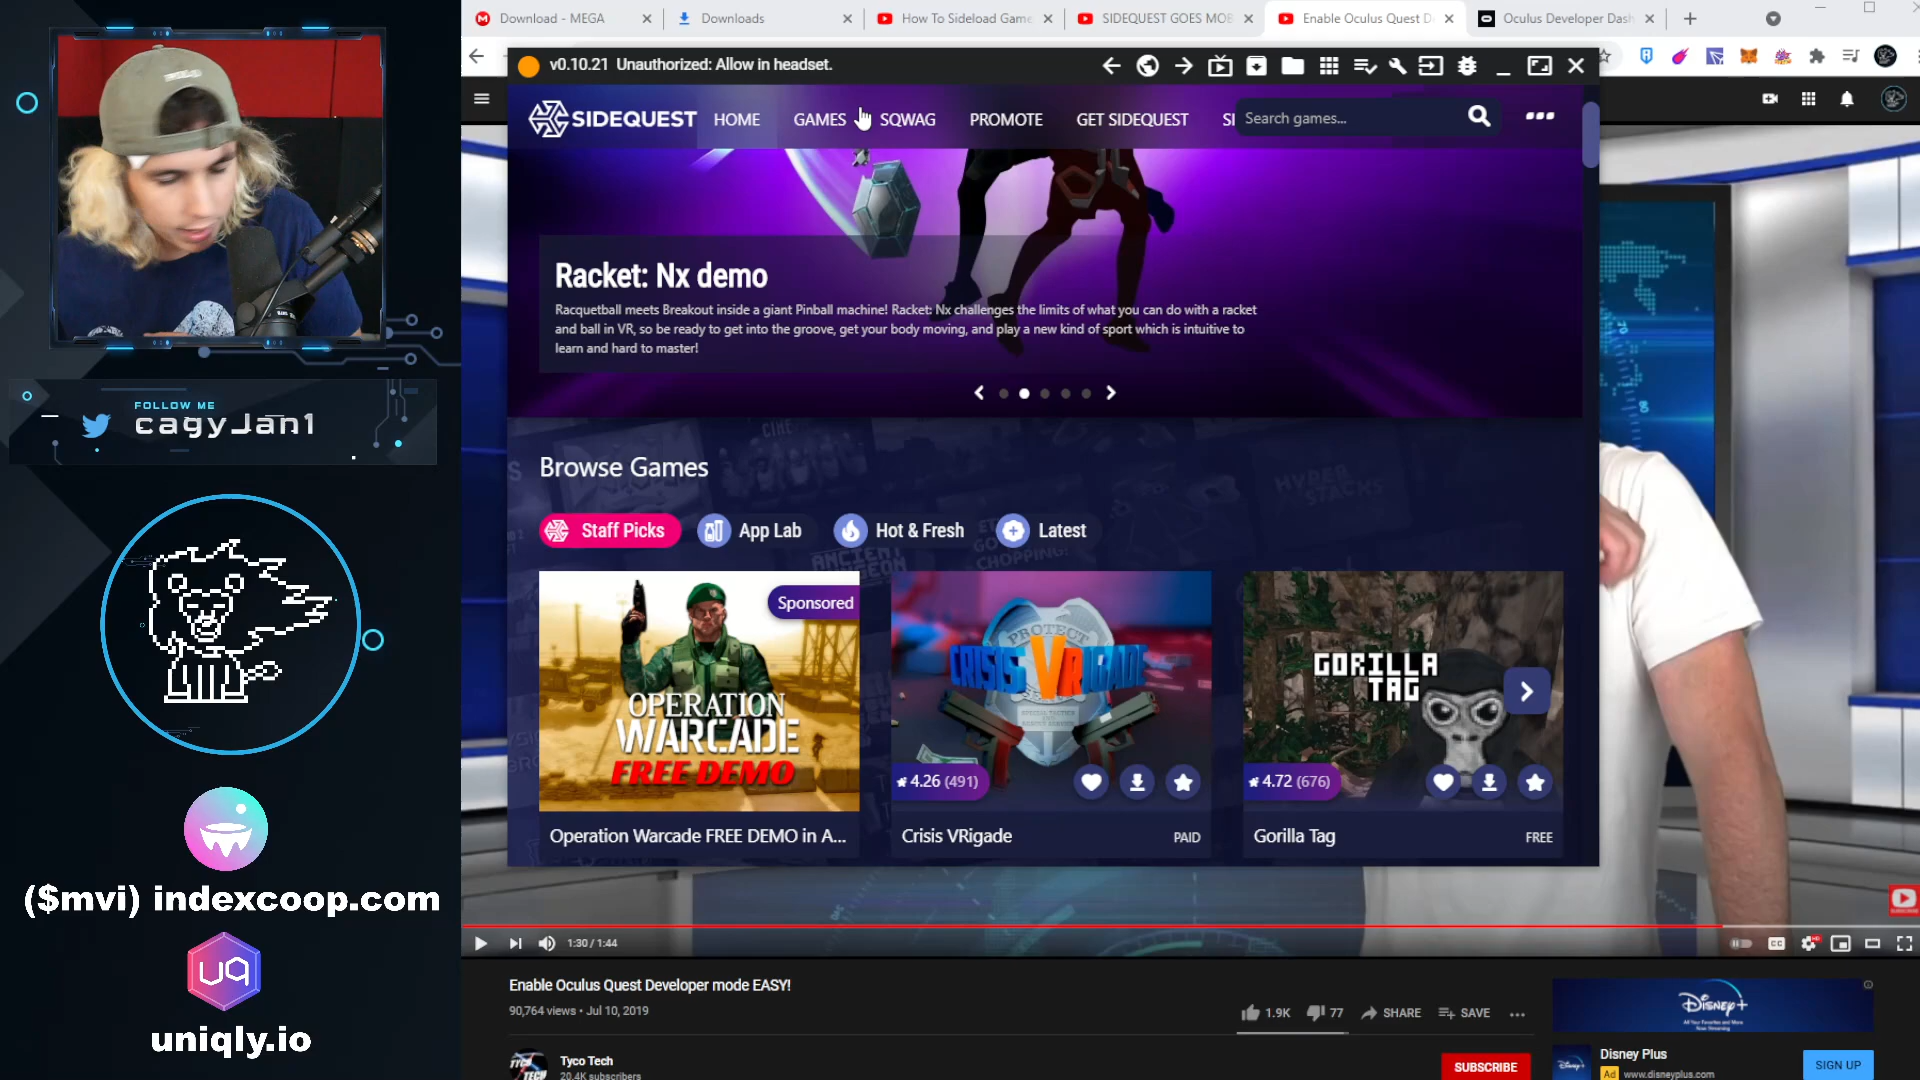 Download - MEGA
Downloads
How To Sideload Game
SIDEQUEST GOES MOB
Enable Oculus Quest D
Oculus Developer Dash
v0.10.21 Unauthorized: Allow in headset.
SIDEQUEST
HOME
GAMES
SQWAG
PROMOTE
GET SIDEQUEST
SI
Search games...
Racket: Nx demo
Racquetball meets Breakout inside a giant Pinball machine! Racket: Nx challenges the limits of what you can do with a racket
and ball in VR, so be ready to get into the groove, get your body moving, and play a new kind of sport which is intuitive to
learn and hard to master!
FOLLOW ME
cagyJan1
Browse Games
Staff Picks
App Lab
Hot & Fresh
Latest
Sponsored
OPERATION
WARCADE
FREE DEMO
PROTECT
CRISIS VRIGADE
GORILLA
TAG
4.26 (491)
4.72 (676)
Operation Warcade FREE DEMO in A...
Crisis VRigade
PAID
Gorilla Tag
FREE
($mvi) indexcoop.com
uq
uniqly.io
1:30 / 1:44
CC
Enable Oculus Quest Developer mode EASY!
90,764 views • Jul 10, 2019
1.9K
77
SHARE
SAVE
Disney+
Tyco Tech
20.4K subscribers
SUBSCRIBE
Disney Plus
Ad www.disneyplus.com
SIGN UP